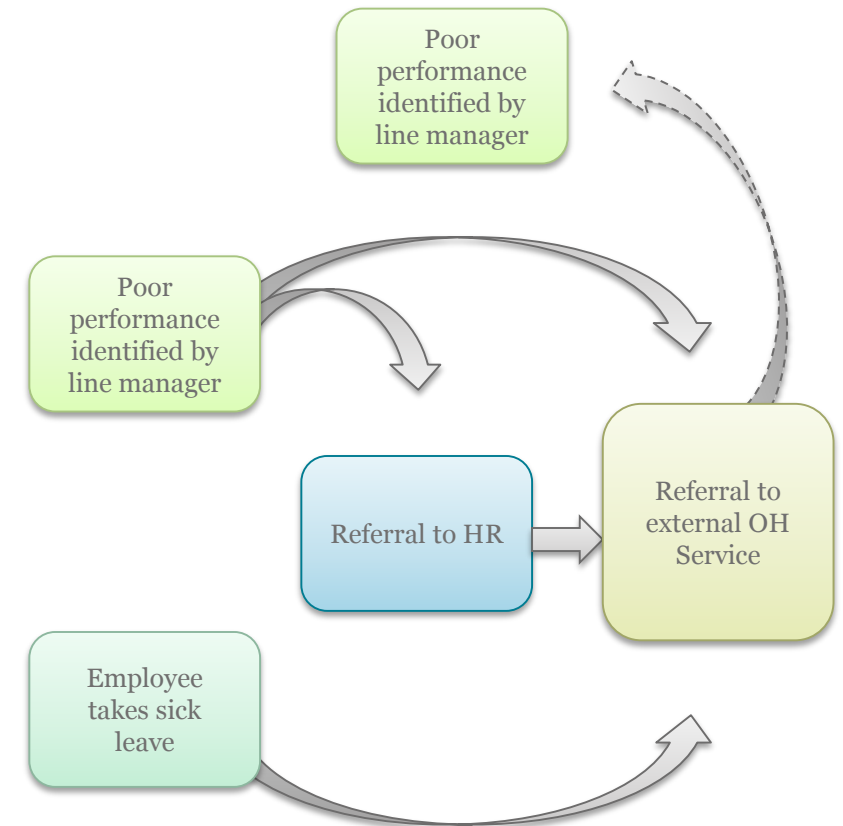 Poor
performance
identified by
line manager
Poor
performance
identified by
line manager
Referral to HR
Referral to
external OH
Service
Employee
takes sick
leave